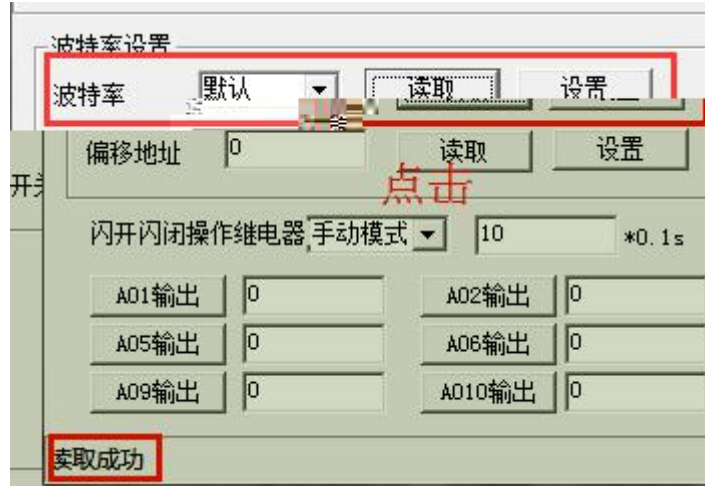 波特率设置
波特率 默认 读取 设置
偏移地址 0 读取 设置
开关
点击
闪开闪闭操作继电器 手动模式 10 *0.1s
A01输出 0 A02输出 0
A05输出 0 A06输出 0
A09输出 0 A010输出 0
读取成功